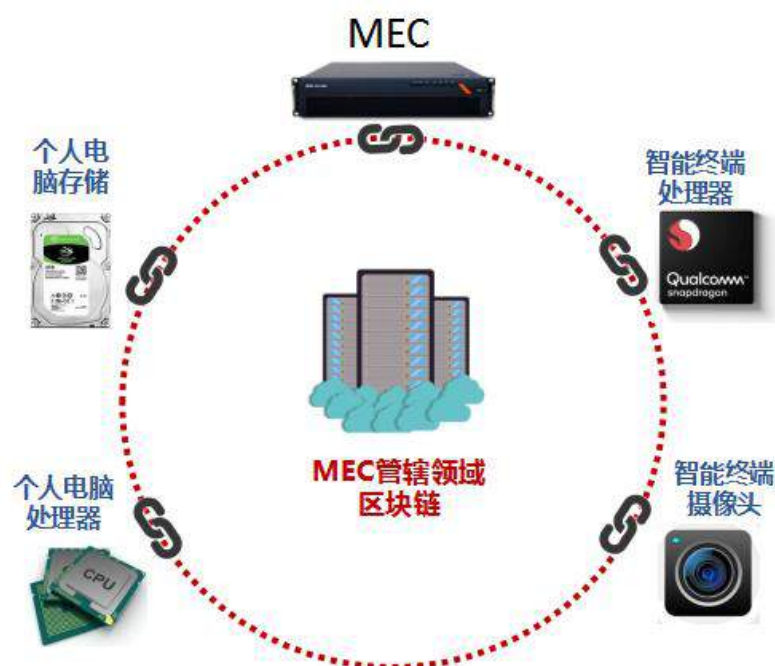 MEC
个人电
脑存储
智能终端
处理器
Qualcomm
snapdragon
MEC管辖领域
区块链
个人电脑
处理器
CPU
智能终端
摄像头